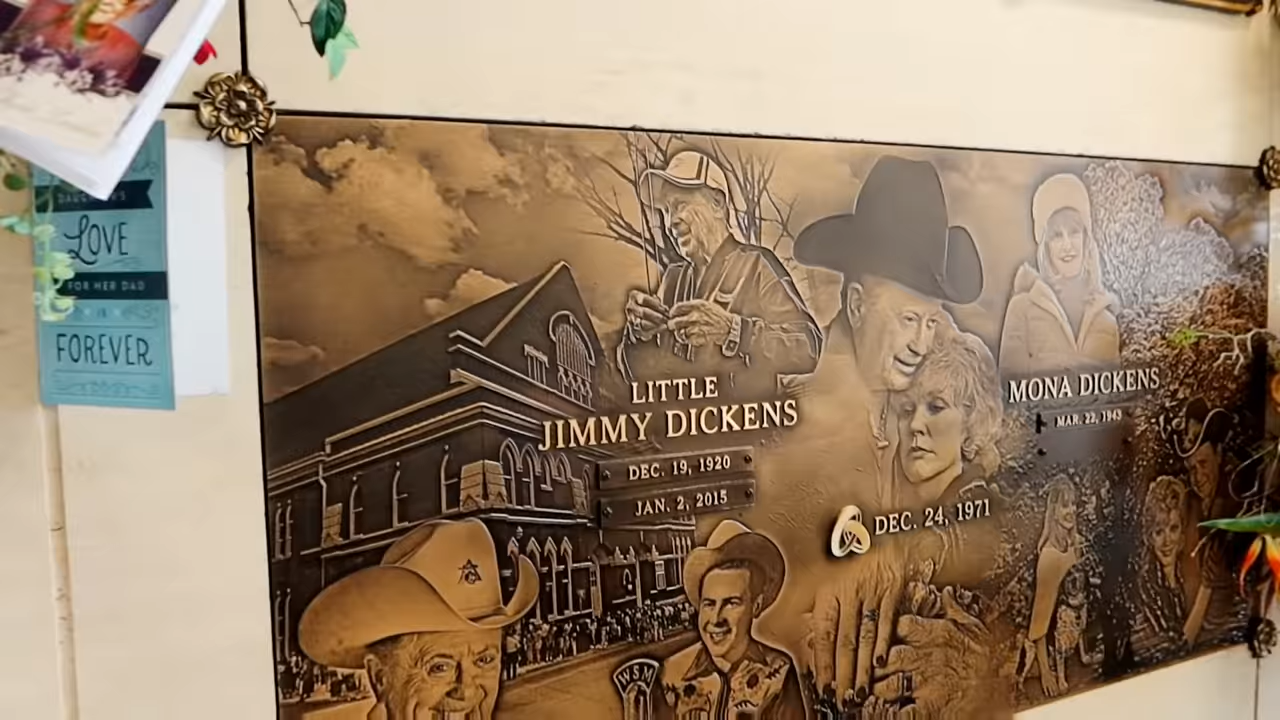 DAUGHTER'S
LOVE
FOR HER DAD
IS
FOREVER
LITTLE
JIMMY DICKENS
DEC. 19, 1920
JAN. 2, 2015
MONA DICKENS
MAR. 22, 1943
DEC. 24, 1971
WSM